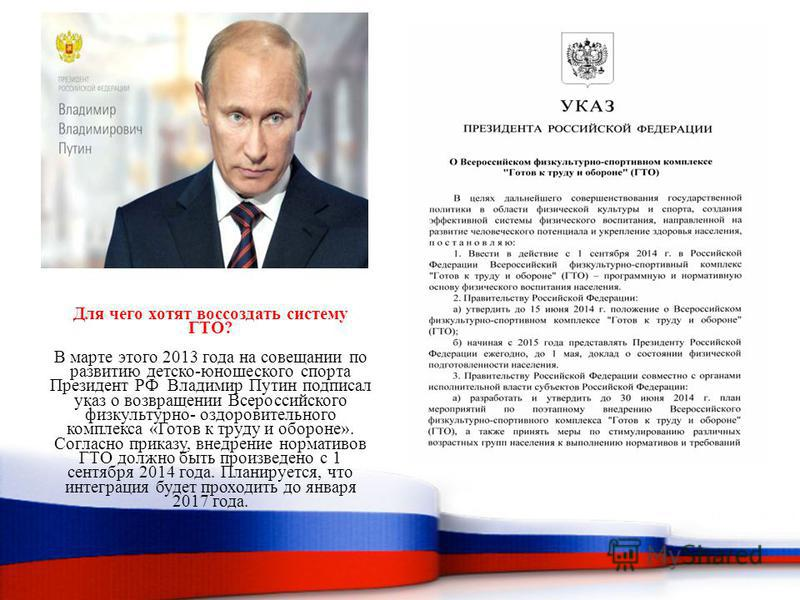 ПРЕЗИДЕНТ
РОССИЙСКОЙ ФЕДЕРАЦИИ
Владимир
Владимирович
Путин
Для чего хотят воссоздать систему
ГТО?
В марте этого 2013 года на совещании по
развитию детско-юношеского спорта
Президент РФ Владимир Путин подписал
указ о возвращении Всероссийского
физкультурно- оздоровительного
комплекса «Готов к труду и обороне».
Согласно приказу, внедрение нормативов
ГТО должно быть произведено с 1
сентября 2014 года. Планируется, что
интеграция будет проходить до января
2017 года.
УКАЗ
ПРЕЗИДЕНТА РОССИЙСКОЙ ФЕДЕРАЦИИ
О Всероссийском физкультурно-спортивном комплексе
"Готов к труду и обороне" (ГТО)
В целях дальнейшего совершенствования государственной
политики в области физической культуры и спорта, создания
эффективной системы физического воспитания, направленной на
развитие человеческого потенциала и укрепление здоровья населения,
п о с т а н о в л я ю:
1. Ввести в действие с 1 сентября 2014 г. в Российской
Федерации Всероссийский физкультурно-спортивный комплекс
"Готов к труду и обороне" (ГТО) – программную и нормативную
основу физического воспитания населения.
2. Правительству Российской Федерации:
а) утвердить до 15 июня 2014 г. положение о Всероссийском
физкультурно-спортивном комплексе "Готов к труду и обороне"
(ГТО);
б) начиная с 2015 года представлять Президенту Российской
Федерации ежегодно, до 1 мая, доклад о состоянии физической
подготовленности населения.
3. Правительству Российской Федерации совместно с органами
исполнительной власти субъектов Российской Федерации:
а) разработать и утвердить до 30 июня 2014 г. план
мероприятий по поэтапному внедрению Всероссийского
физкультурно-спортивного комплекса "Готов к труду и обороне"
(ГТО), а также принять меры по стимулированию различных
возрастных групп населения к выполнению нормативов и требований
MyShared